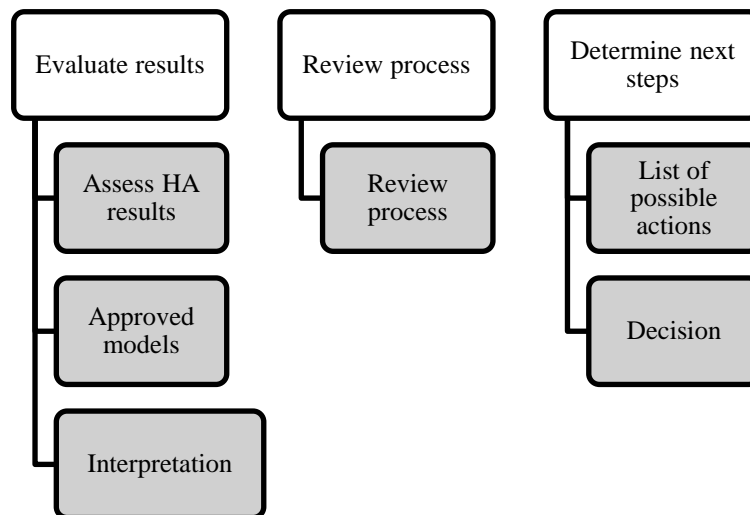 Evaluate results
Assess HA
results
Approved
models
Interpretation
Review process
Review
process
Determine next
steps
List of
possible
actions
Decision